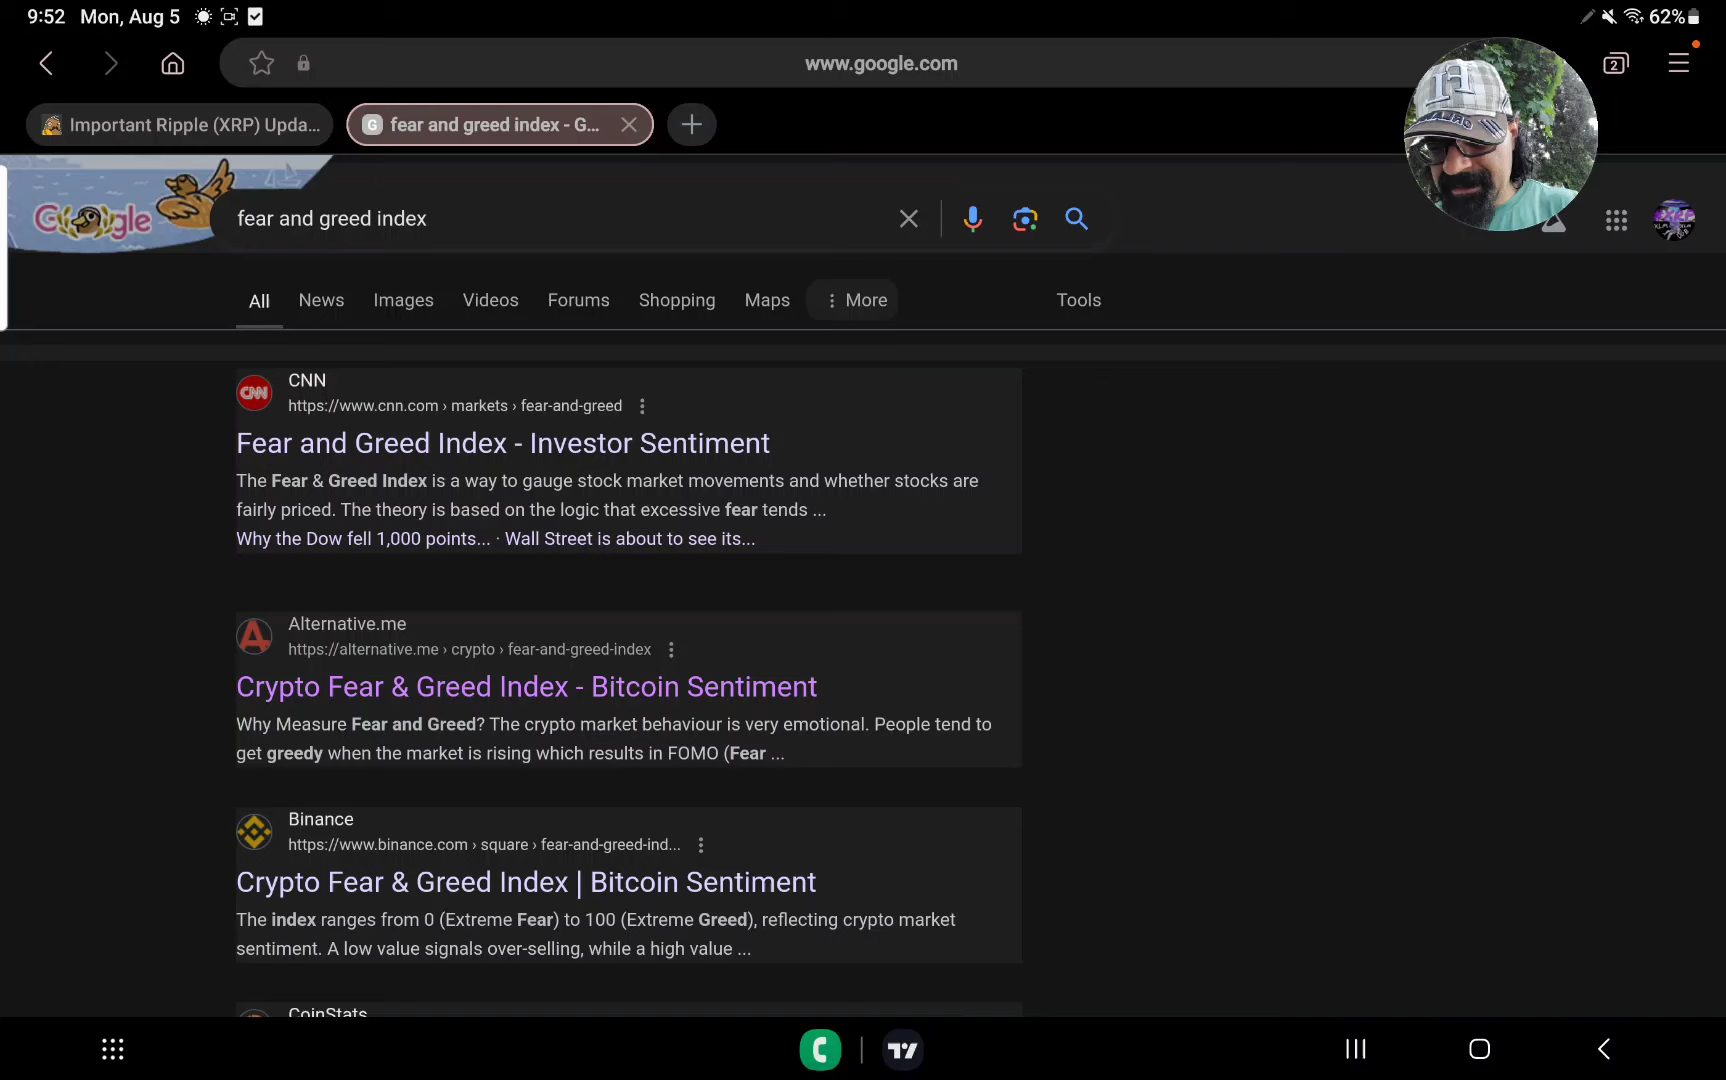 9:52 Mon, Aug 5 62%
www.google.com 2
Important Ripple (XRP) Upda...
G fear and greed index - G...
Google
fear and greed index
All News Images Videos Forums Shopping Maps More Tools
CNN
CNN
https://www.cnn.com › markets › fear-and-greed
Fear and Greed Index - Investor Sentiment
The Fear & Greed Index is a way to gauge stock market movements and whether stocks are
fairly priced. The theory is based on the logic that excessive fear tends ...
Why the Dow fell 1,000 points... · Wall Street is about to see its...
Alternative.me
https://alternative.me › crypto › fear-and-greed-index
Crypto Fear & Greed Index - Bitcoin Sentiment
Why Measure Fear and Greed? The crypto market behaviour is very emotional. People tend to
get greedy when the market is rising which results in FOMO (Fear ...
Binance
https://www.binance.com › square › fear-and-greed-ind...
Crypto Fear & Greed Index | Bitcoin Sentiment
The index ranges from 0 (Extreme Fear) to 100 (Extreme Greed), reflecting crypto market
sentiment. A low value signals over-selling, while a high value ...
CoinStats